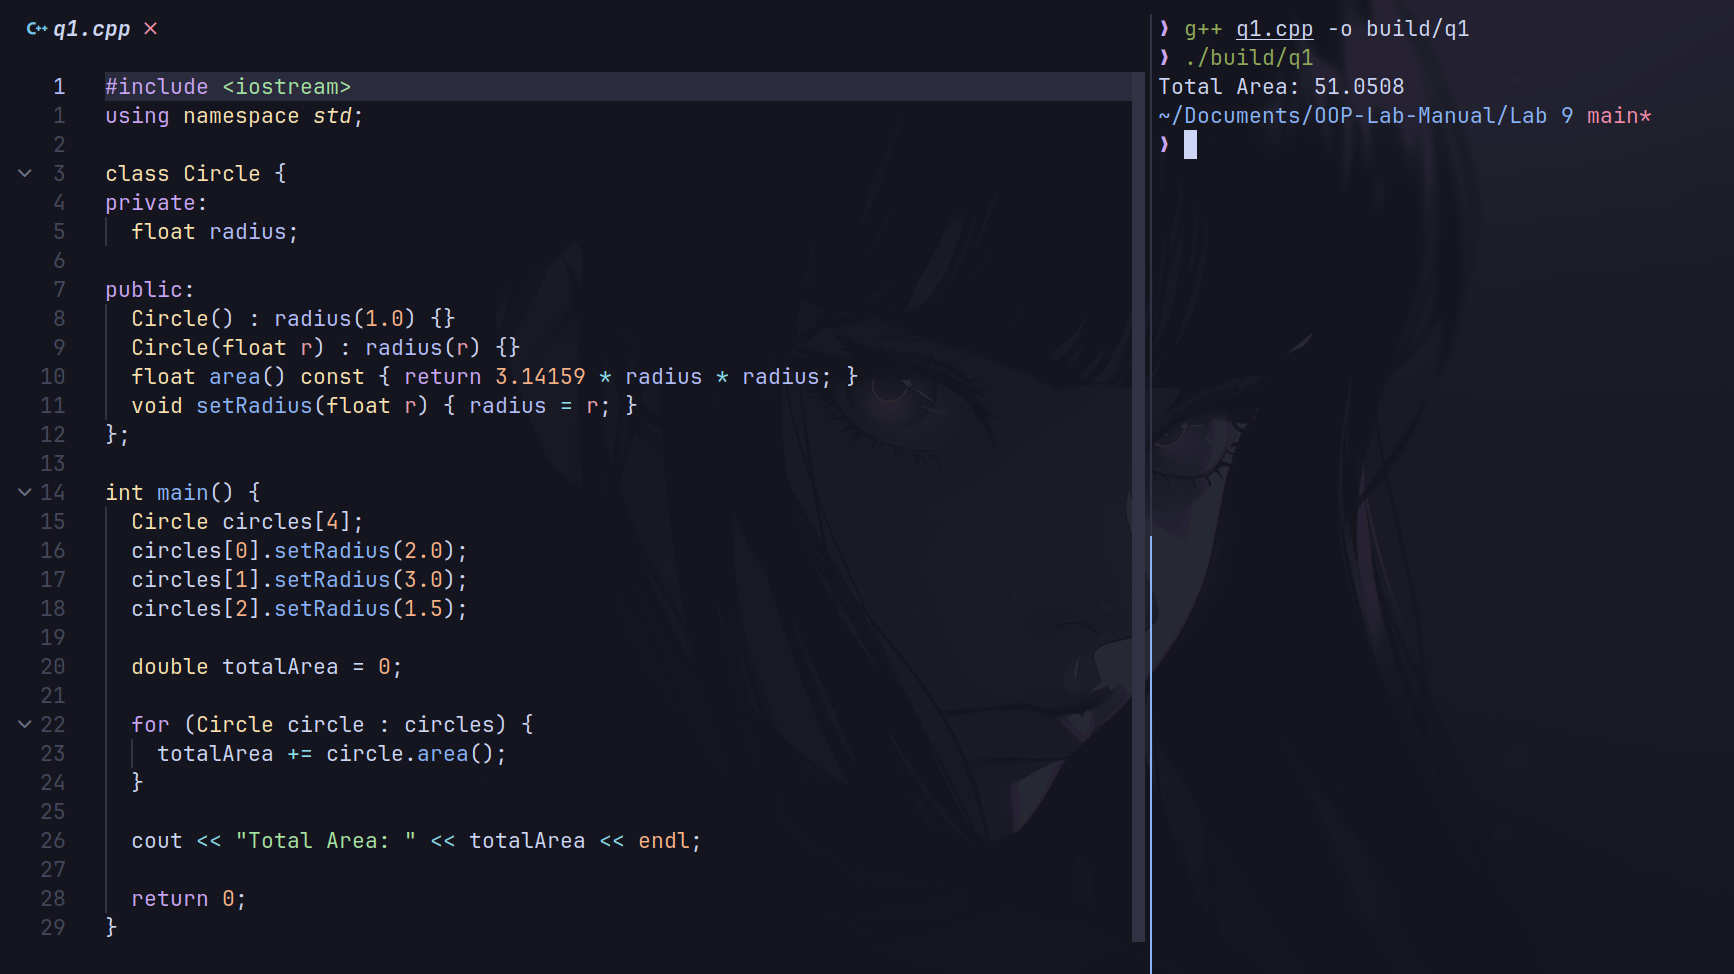 C++ q1.cpp ×
1 #include <iostream>
1 using namespace std;
2
3 class Circle {
4 private:
5   float radius;
6
7 public:
8   Circle() : radius(1.0) {}
9   Circle(float r) : radius(r) {}
10   float area() const { return 3.14159 * radius * radius; }
11   void setRadius(float r) { radius = r; }
12 };
13
14 int main() {
15   Circle circles[4];
16   circles[0].setRadius(2.0);
17   circles[1].setRadius(3.0);
18   circles[2].setRadius(1.5);
19
20   double totalArea = 0;
21
22   for (Circle circle : circles) {
23     totalArea += circle.area();
24   }
25
26   cout << "Total Area: " << totalArea << endl;
27
28   return 0;
29 }
❯ g++ q1.cpp -o build/q1
❯ ./build/q1
Total Area: 51.0508
~/Documents/OOP-Lab-Manual/Lab 9 main*
❯